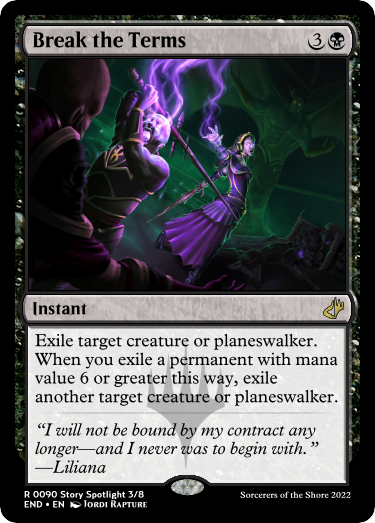 Break the Terms 3
Instant
Exile target creature or planeswalker.
When you exile a permanent with mana
value 6 or greater this way, exile
another target creature or planeswalker.
“I will not be bound by my contract any
longer—and I never was to begin with.”
—Liliana
R 0090 Story Spotlight 3/8
END • EN Jordi Rapture
Sorcerers of the Shore 2022